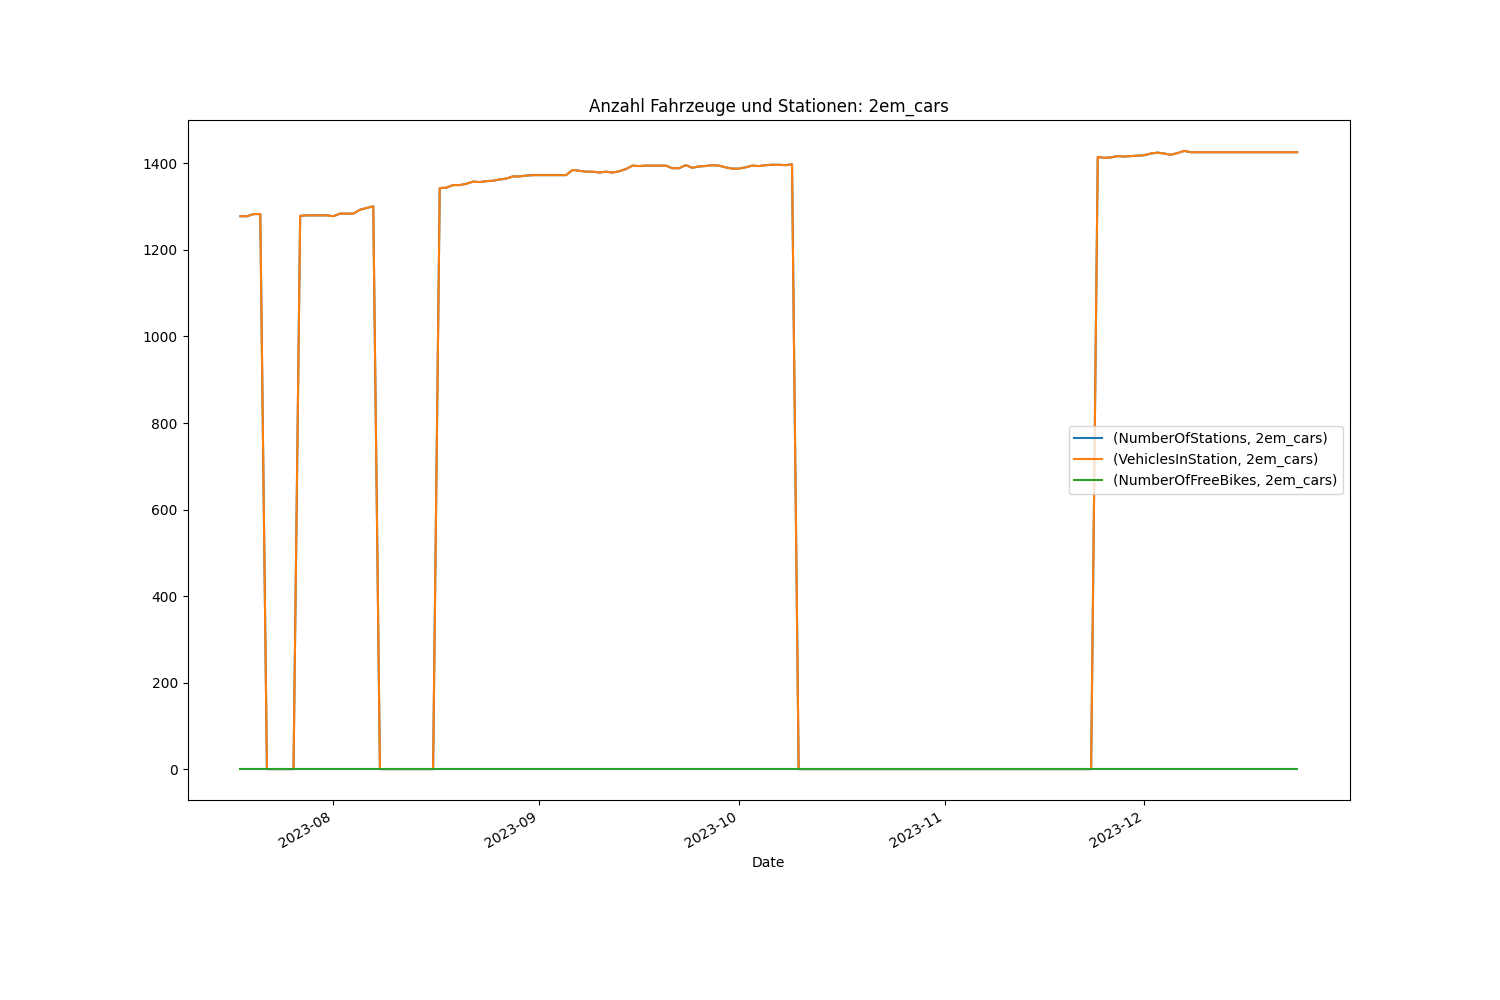 Anzahl Fahrzeuge und Stationen: 2em_cars
1400
1200
1000
800
600
400
200
0
(NumberOfStations, 2em_cars)
(VehiclesInStation, 2em_cars)
(NumberOfFreeBikes, 2em_cars)
2023-08
2023-09
2023-10
2023-11
2023-12
Date